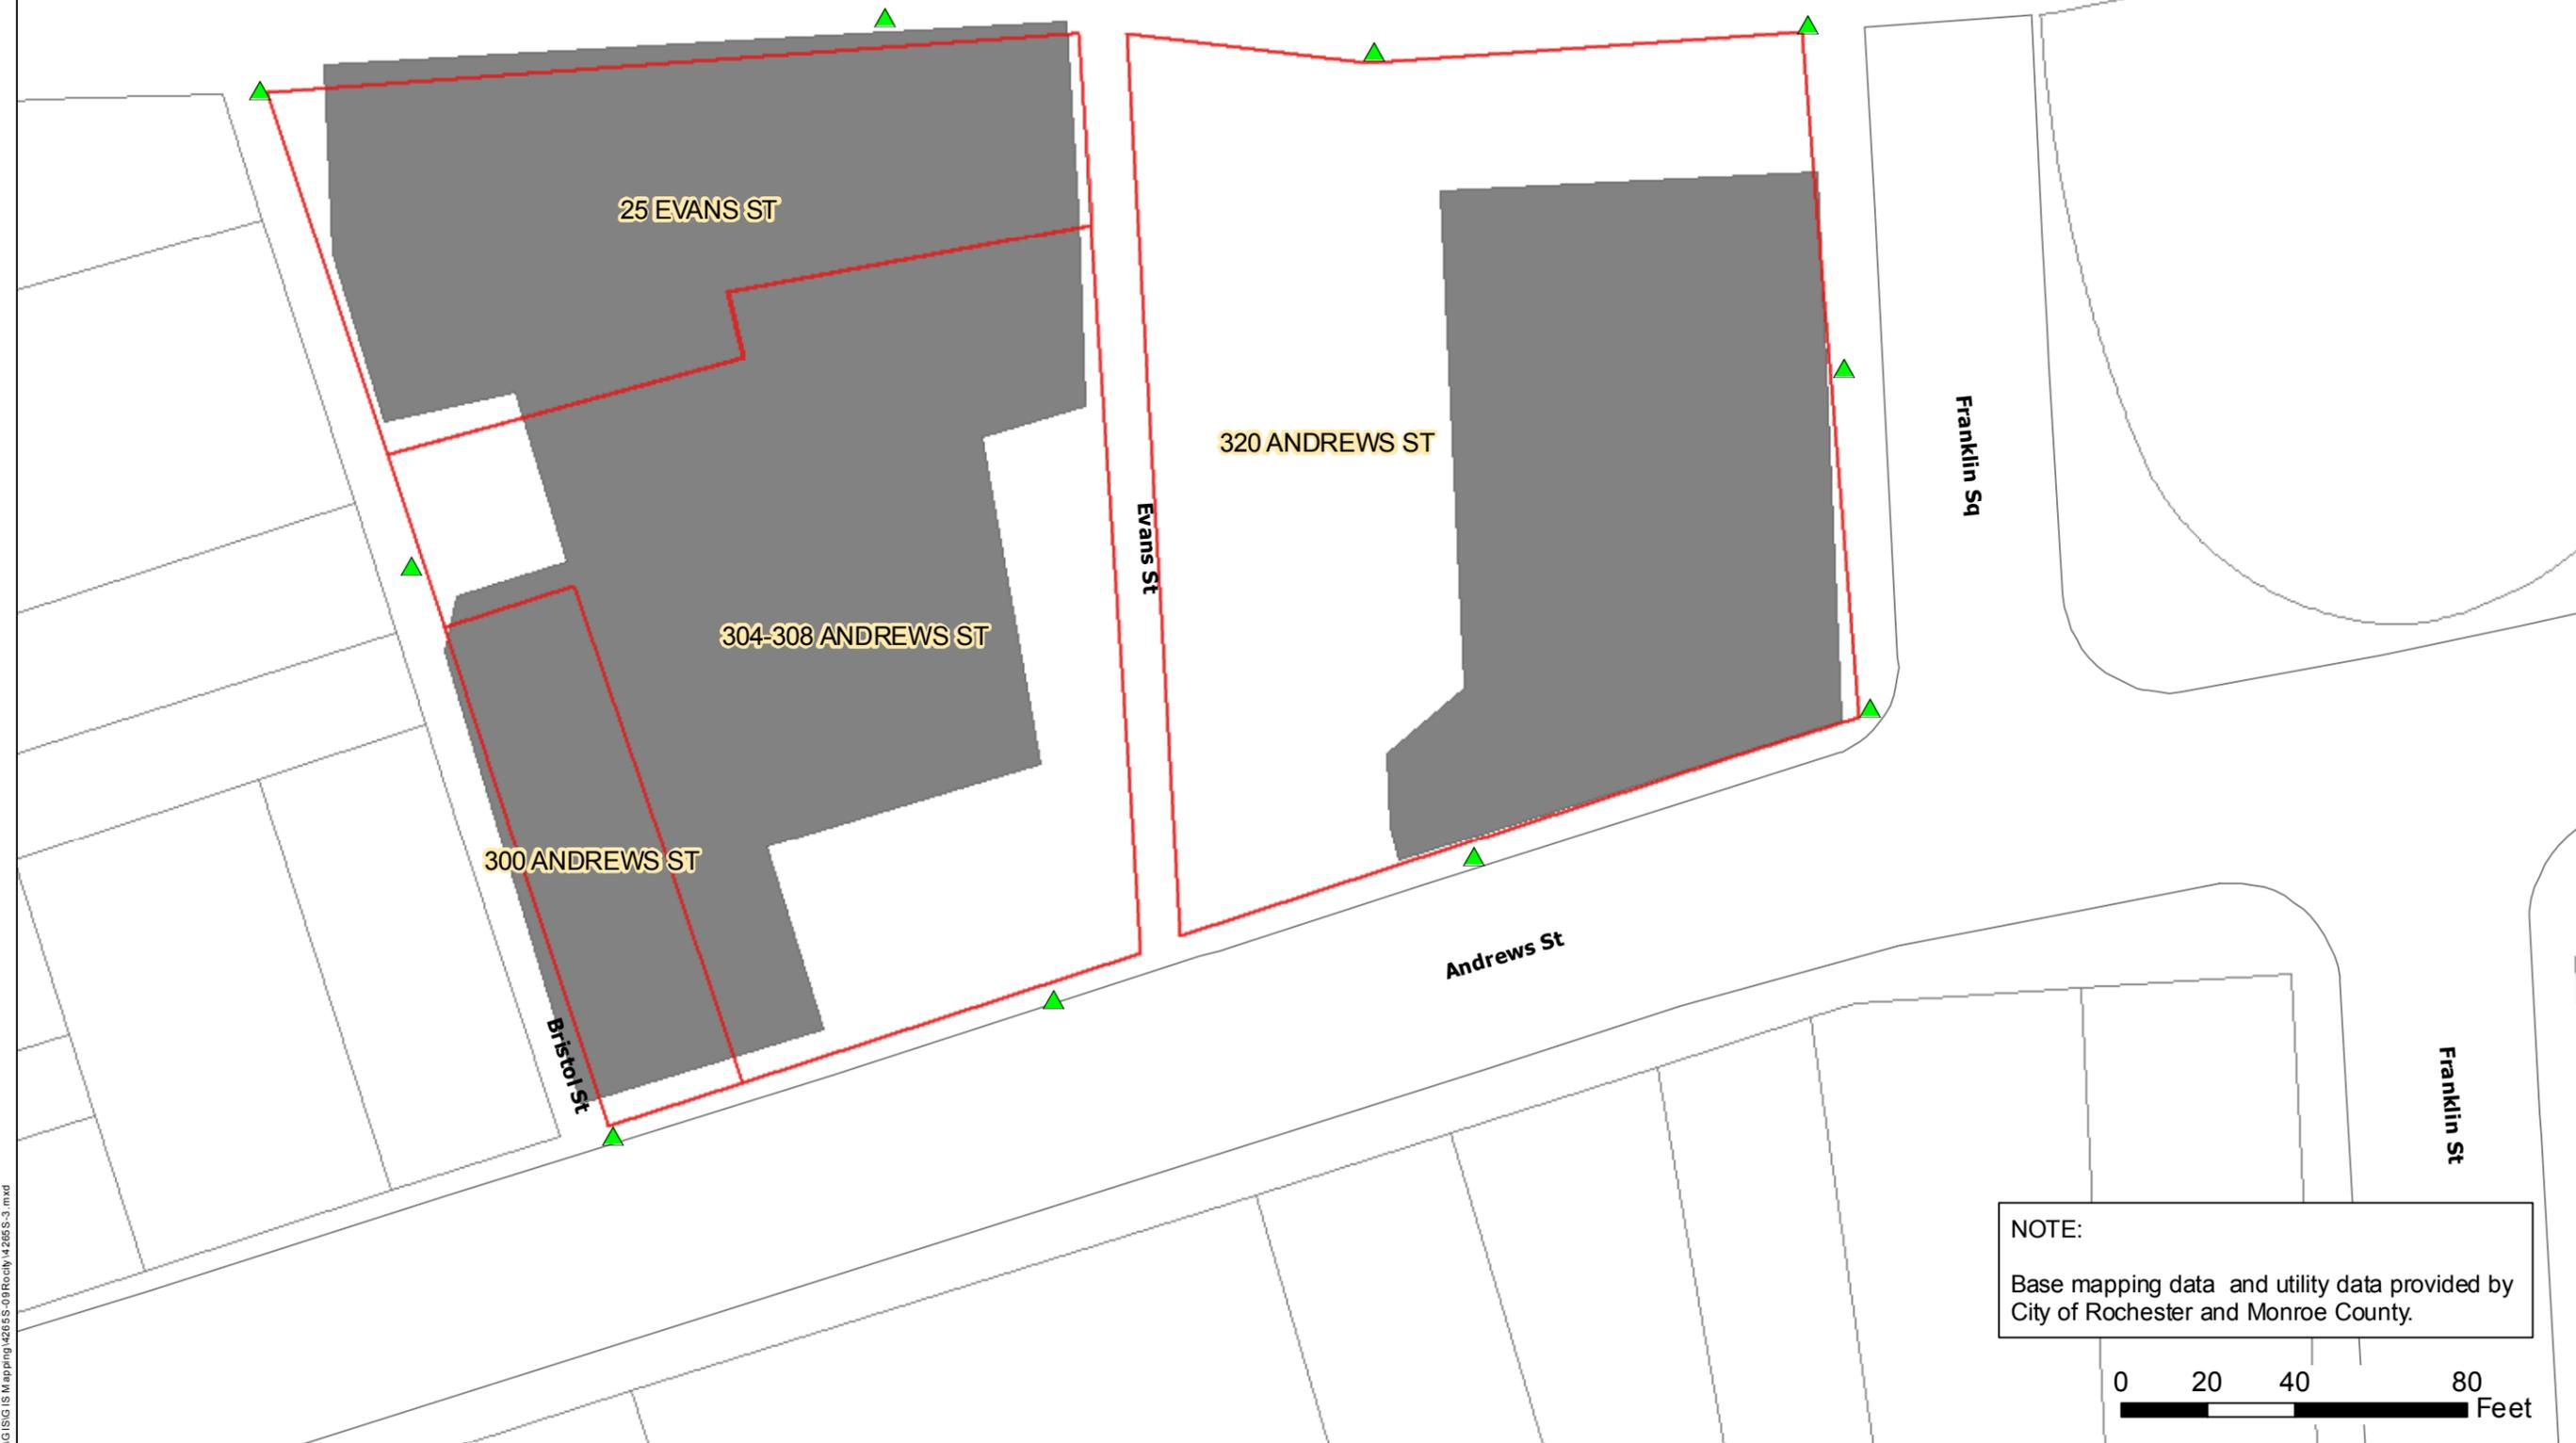 25 EVANS ST
320 ANDREWS ST
Franklin Sq
Evans St
304-308 ANDREWS ST
300 ANDREWS ST
Andrews St
Bristol St
Franklin St
NOTE:
Base mapping data and utility data provided by
City of Rochester and Monroe County.
0 20 40 80
Feet